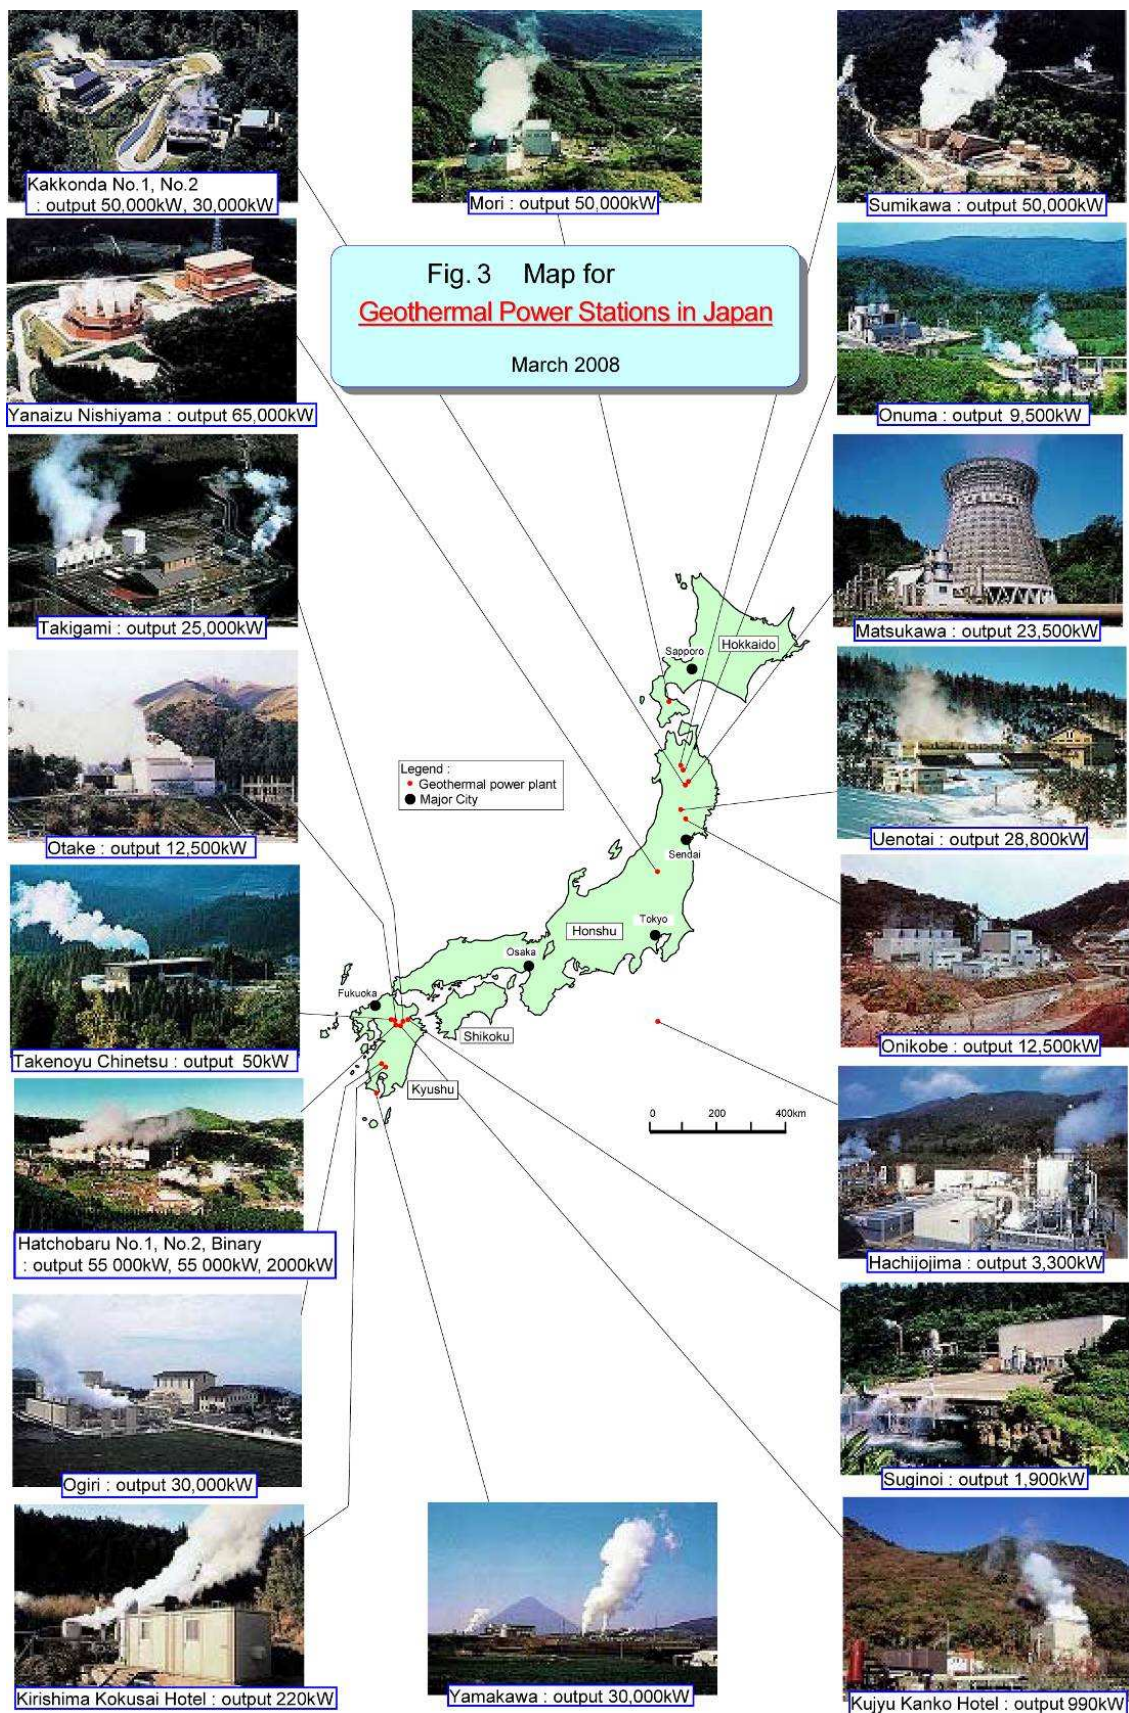 Kakkonda No.1, No.2
: output 50,000kW, 30,000kW
Mori : output 50,000kW
Sumikawa : output 50,000kW
Fig. 3 Map for
Geothermal Power Stations in Japan
March 2008
Yanaizu Nishiyama : output 65,000kW
Onuma : output 9,500kW
Takigami : output 25,000kW
Matsukawa : output 23,500kW
Otake : output 12,500kW
Uenotai : output 28,800kW
Takenoyu Chinetsu : output 50kW
Onikobe : output 12,500kW
Hatchobaru No.1, No.2, Binary
: output 55 000kW, 55 000kW, 2000kW
Hachijojima : output 3,300kW
Ogiri : output 30,000kW
Suginoi : output 1,900kW
Kirishima Kokusai Hotel : output 220kW
Yamakawa : output 30,000kW
Kujyu Kanko Hotel : output 990kW
Hokkaido
Sapporo
Legend :
Geothermal power plant
Major City
Sendai
Tokyo
Honshu
Osaka
Fukuoka
Shikoku
Kyushu
0 200 400km